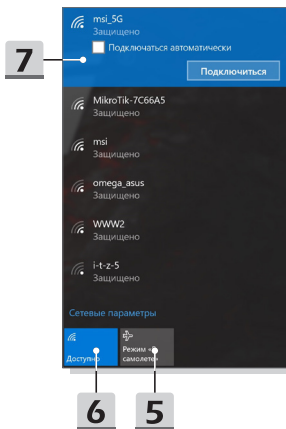 msi_5G
Защищено
Подключаться автоматически
7
Подключиться
MikroTik-7C66A5
Защищено
msi
Защищено
omega_asus
Защищено
WWW2
Защищено
i-t-z-5
Защищено
Сетевые параметры
Доступно
Режим «в
самолете»
6
5